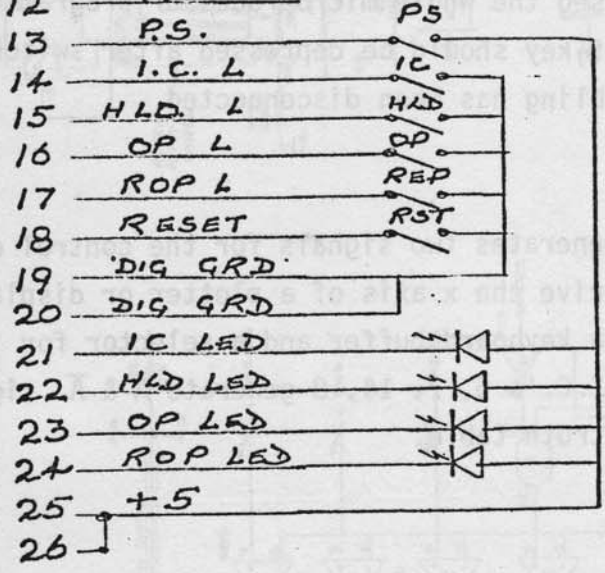 12
PS
13 P.S.
14 I.C. L IC
15 HLD. L HLD
16 OP L OP
17 ROP L REP
18 RESET RST
19 DIG GRD
20 DIG GRD
21 LED
22 HLD LED
23 OP LED
24 ROP LED
25 +5
26